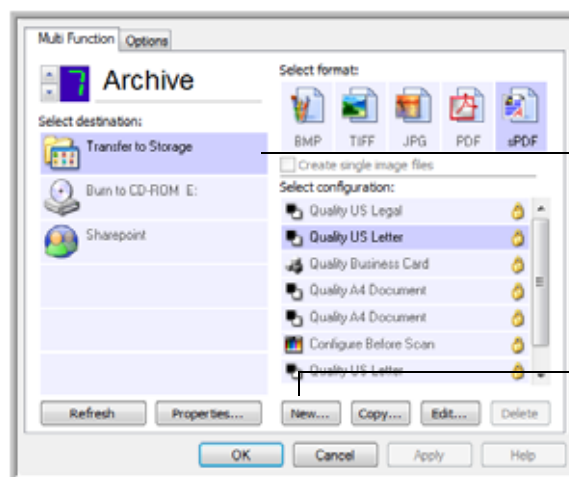 Multi Function
Options
7
Archive
Select destination:
Transfer to Storage
Burn to CD-ROM E:
Sharepoint
Refresh
Properties...
Select format:
BMP
TIFF
JPG
PDF
sPDF
Create single image files
Select configuration:
Quality US Legal
Quality US Letter
Quality Business Card
Quality A4 Document
Quality A4 Document
Configure Before Scan
Quality US Letter
New...
Copy...
Edit...
Delete
OK
Cancel
Apply
Help